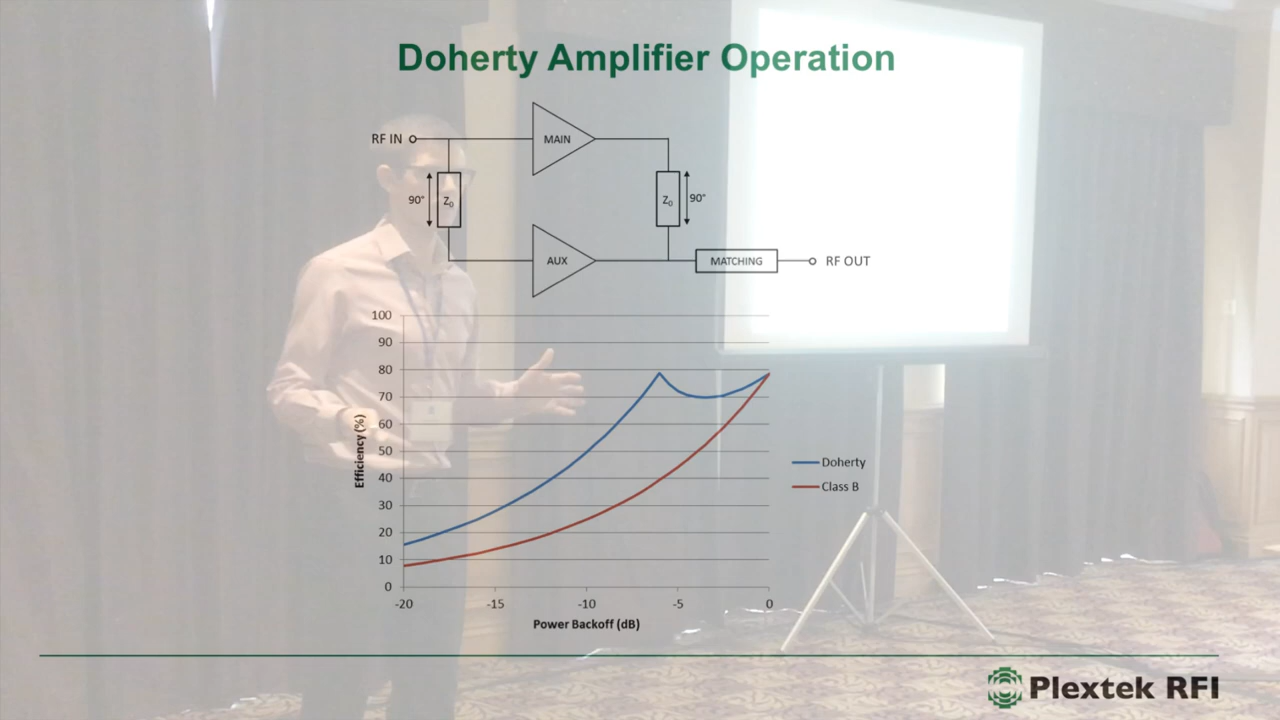 Doherty Amplifier Operation
RF IN
MAIN
90°
Z₀
Z₀
90°
AUX
MATCHING
RF OUT
100
90
80
70
60
50
40
30
20
10
0
Efficiency (%)
Doherty
Class B
-20
-15
-10
-5
0
Power Backoff (dB)
Plextek RFI